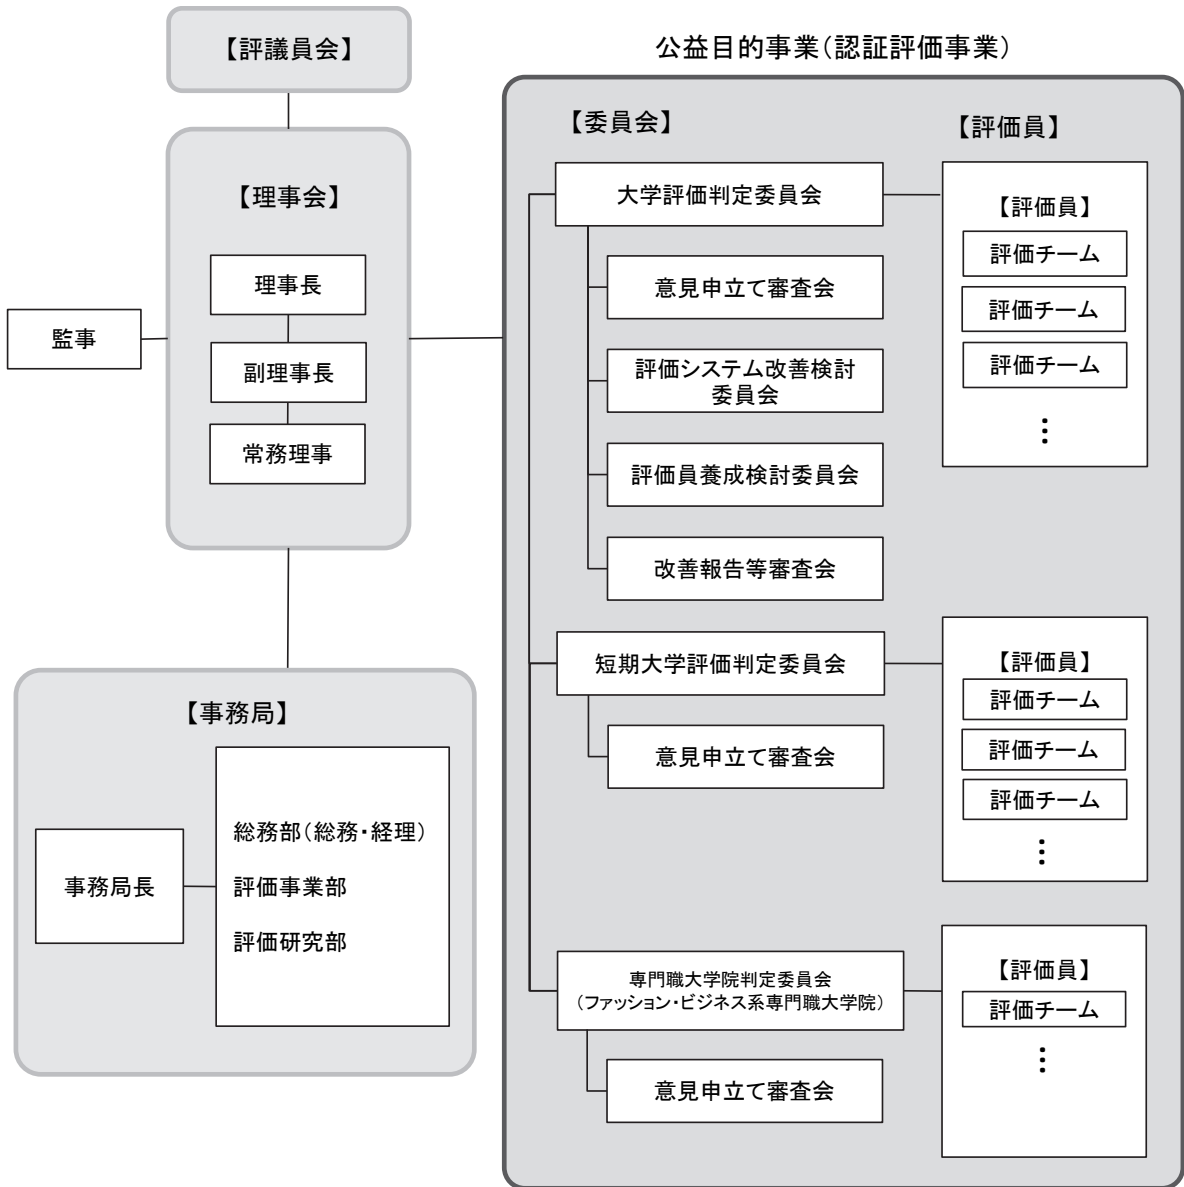 【評議員会】
【理事会】
理事長
副理事長
常務理事
監事
【事務局】
事務局長
総務部(総務・経理)
評価事業部
評価研究部
公益目的事業(認証評価事業)
【委員会】
【評価員】
大学評価判定委員会
意見申立て審査会
評価システム改善検討
委員会
評価員養成検討委員会
改善報告等審査会
【評価員】
評価チーム
評価チーム
評価チーム
⋮
短期大学評価判定委員会
意見申立て審査会
【評価員】
評価チーム
評価チーム
評価チーム
⋮
専門職大学院判定委員会
(ファッション・ビジネス系専門職大学院)
意見申立て審査会
【評価員】
評価チーム
⋮